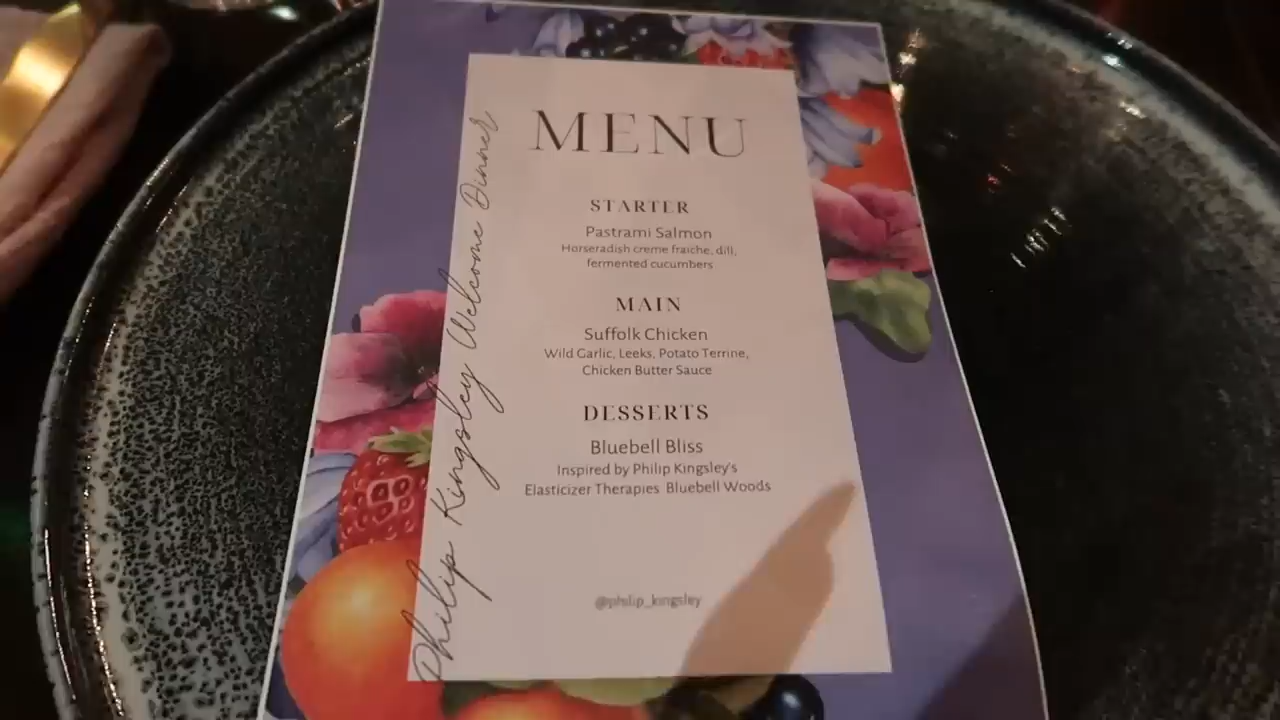 MENU
STARTER
Pastrami Salmon
Horseradish creme fraiche, dill,
fermented cucumbers
MAIN
Suffolk Chicken
Wild Garlic, Leeks, Potato Terrine,
Chicken Butter Sauce
DESSERTS
Bluebell Bliss
Inspired by Philip Kingsley's
Elasticizer Therapies Bluebell Woods
@philip_kingsley
Philip Kingsley Welcome Dinner